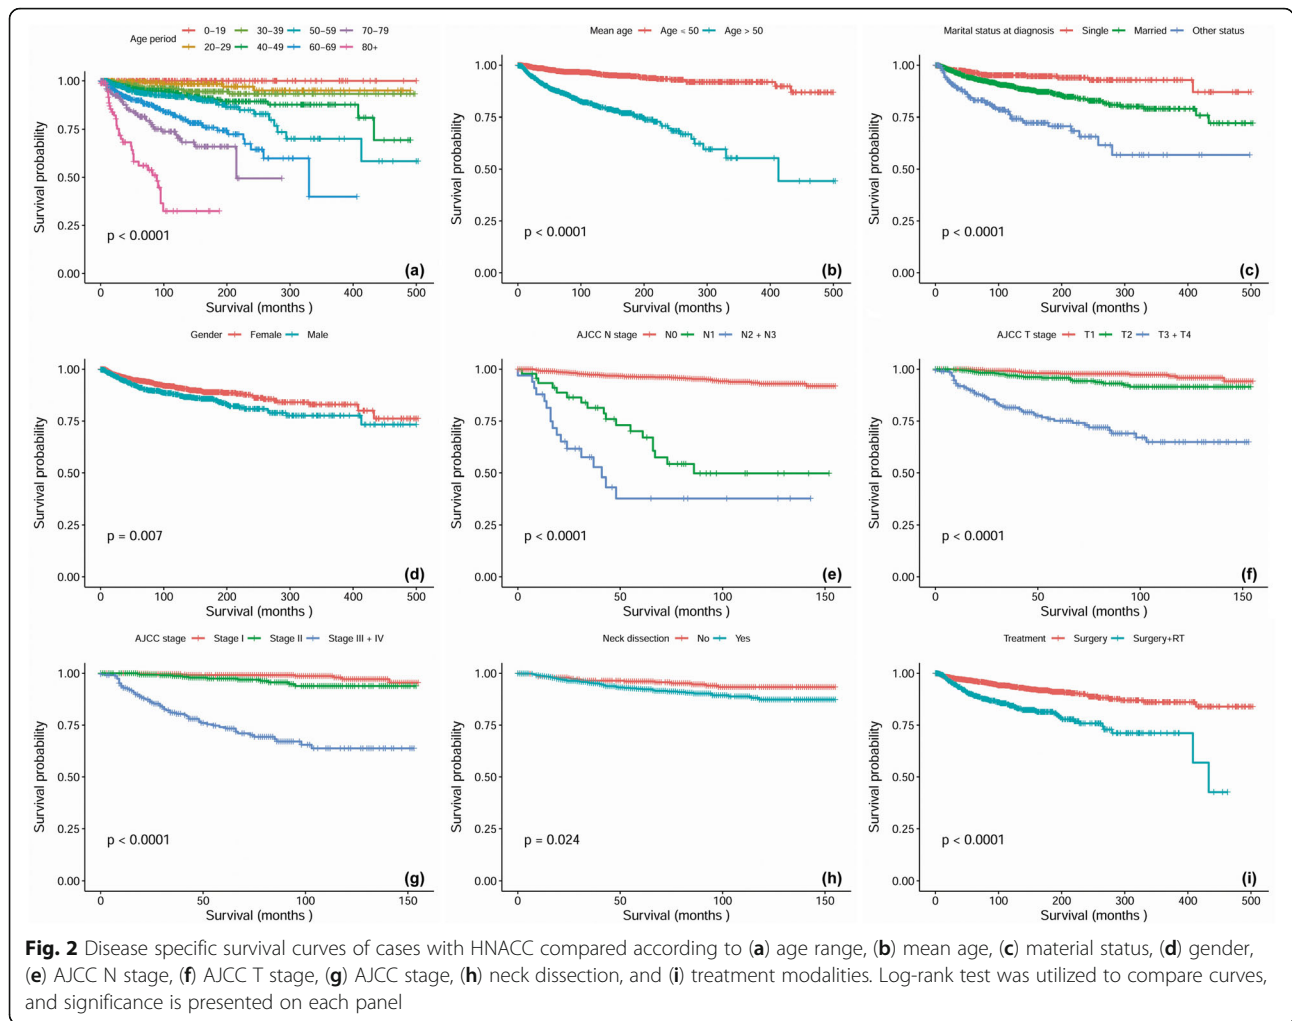 Age period 0-19 30-39 50-59 70-79
20-29 40-49 60-69 80+
Survival probability
1.00
0.75
0.50
0.25
0.00
p < 0.0001
(a)
0 100 200 300 400 500
Survival (months )
Mean age Age < 50 Age > 50
Survival probability
1.00
0.75
0.50
0.25
0.00
p < 0.0001
(b)
0 100 200 300 400 500
Survival (months )
Marital status at diagnosis Single Married Other status
Survival probability
1.00
0.75
0.50
0.25
0.00
p < 0.0001
(c)
0 100 200 300 400 500
Survival (months )
Gender Female Male
Survival probability
1.00
0.75
0.50
0.25
0.00
p = 0.007
(d)
0 100 200 300 400 500
Survival (months )
AJCC N stage N0 N1 N2 + N3
Survival probability
1.00
0.75
0.50
0.25
0.00
p < 0.0001
(e)
0 50 100 150
Survival (months )
AJCC T stage T1 T2 T3 + T4
Survival probability
1.00
0.75
0.50
0.25
0.00
p < 0.0001
(f)
0 50 100 150
Survival (months )
AJCC stage Stage I Stage II Stage III + IV
Survival probability
1.00
0.75
0.50
0.25
0.00
p < 0.0001
(g)
0 50 100 150
Survival (months )
Neck dissection No Yes
Survival probability
1.00
0.75
0.50
0.25
0.00
p = 0.024
(h)
0 50 100 150
Survival (months )
Treatment Surgery Surgery+RT
Survival probability
1.00
0.75
0.50
0.25
0.00
p < 0.0001
(i)
0 100 200 300 400 500
Survival (months )
Fig. 2 Disease specific survival curves of cases with HNACC compared according to (a) age range, (b) mean age, (c) material status, (d) gender,
(e) AJCC N stage, (f) AJCC T stage, (g) AJCC stage, (h) neck dissection, and (i) treatment modalities. Log-rank test was utilized to compare curves,
and significance is presented on each panel